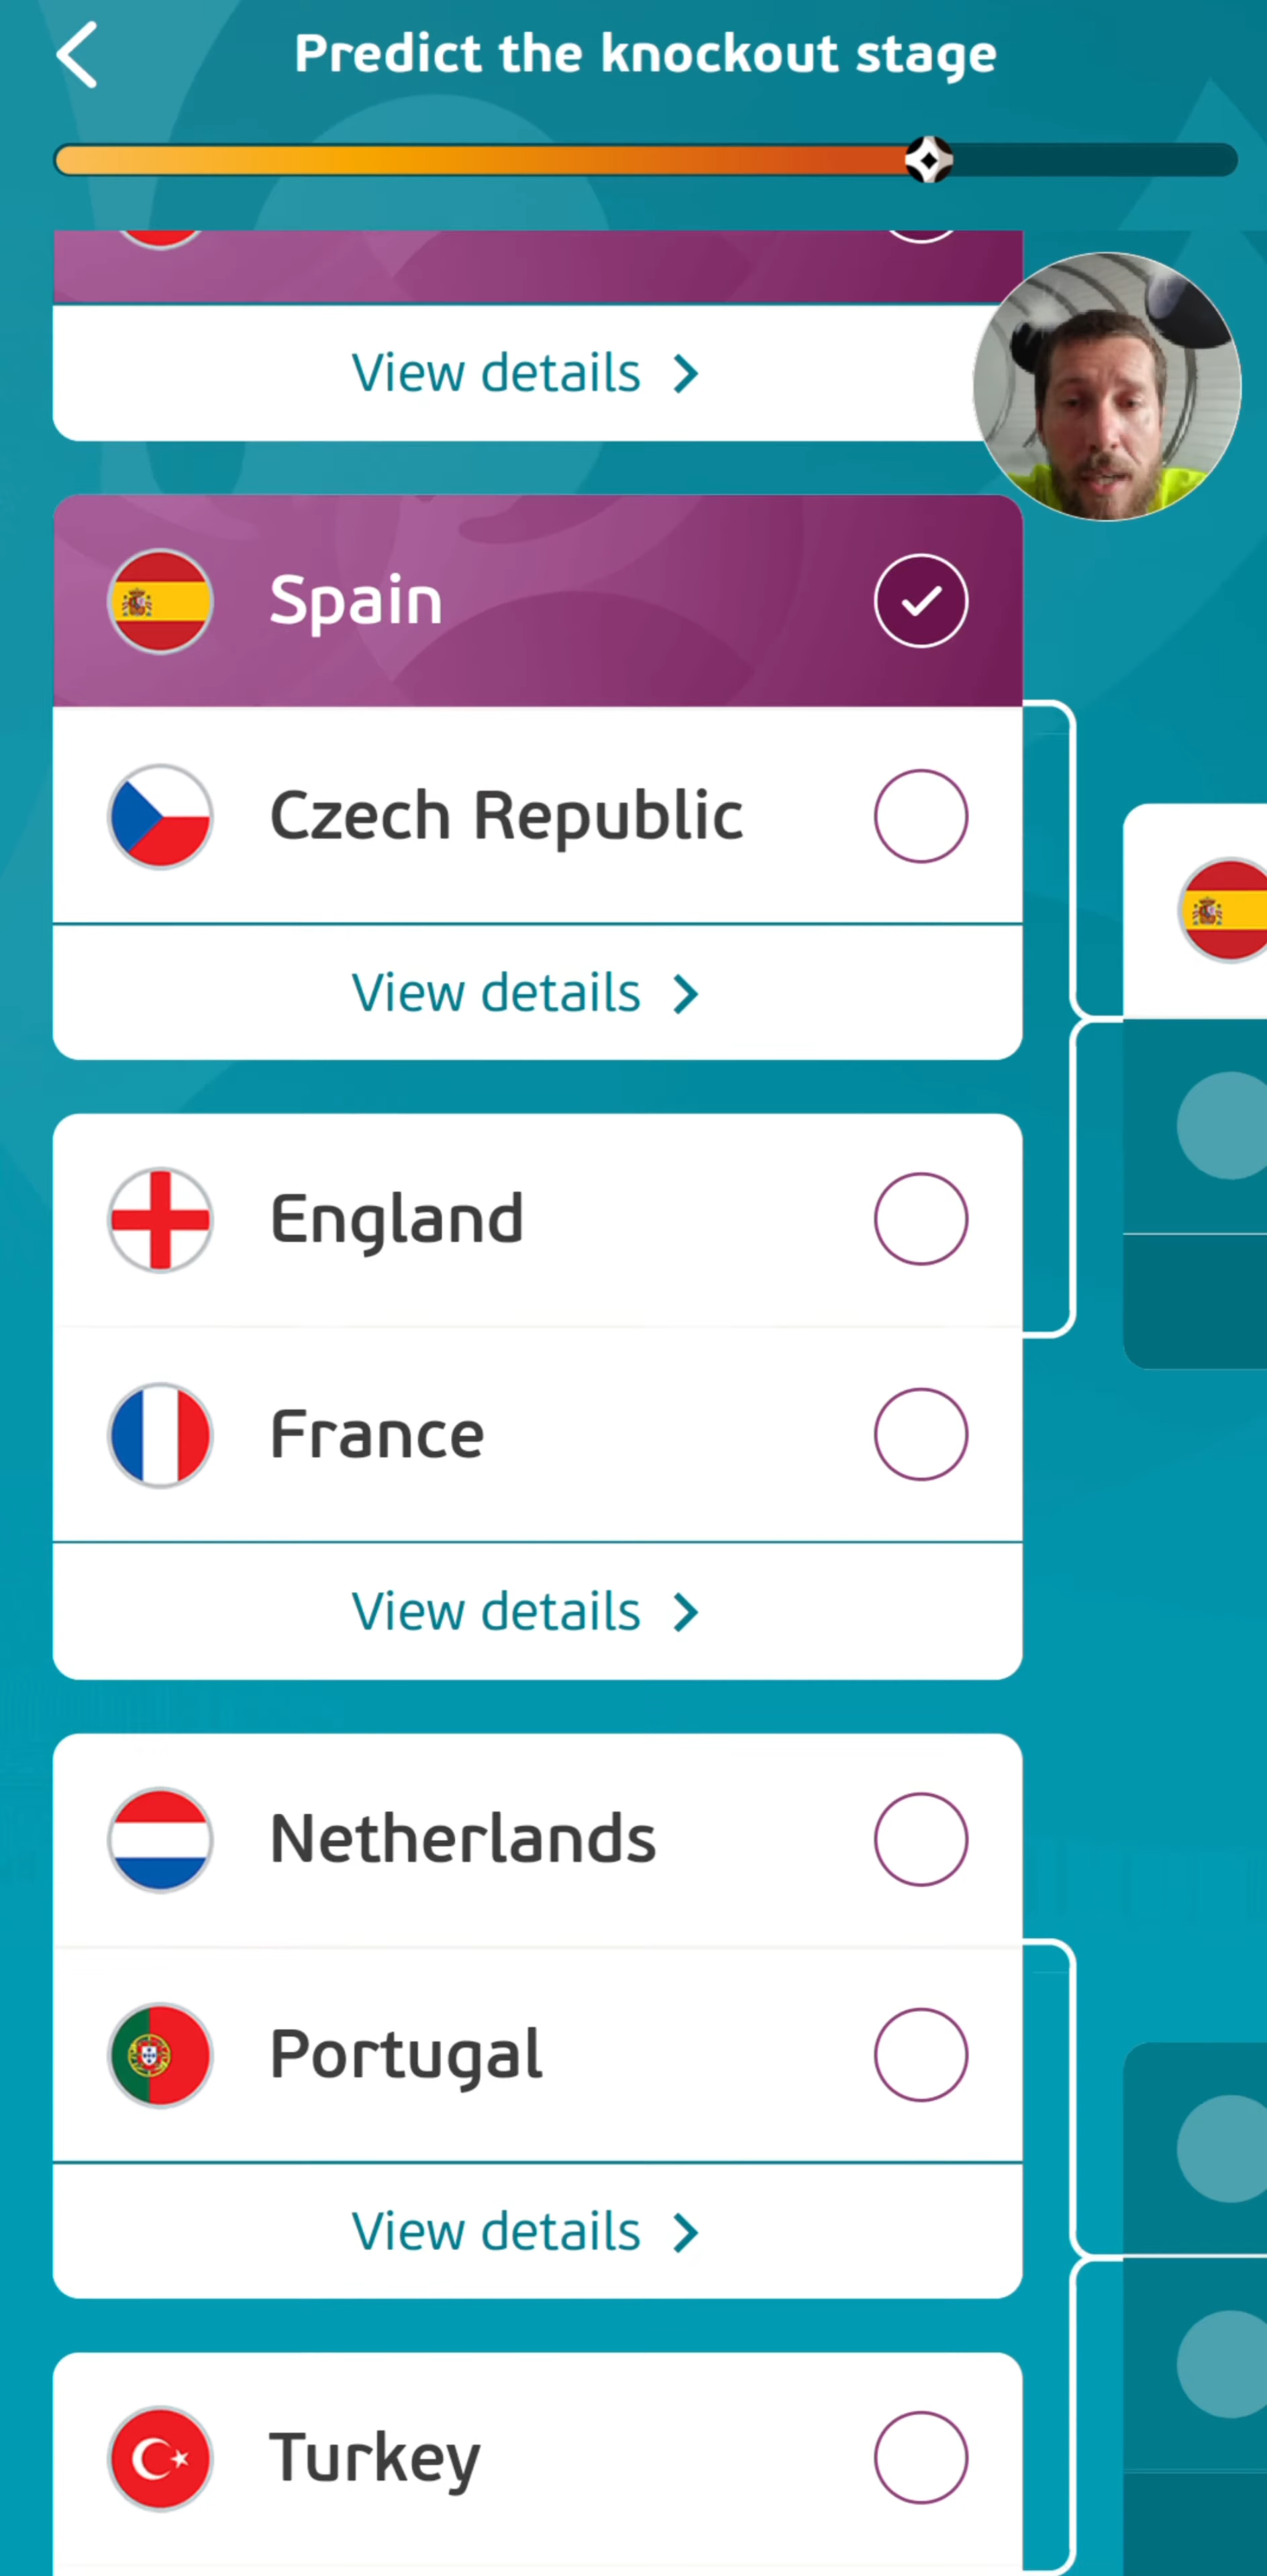 Predict the knockout stage
View details
Spain
Czech Republic
View details
England
France
View details
Netherlands
Portugal
View details
Turkey